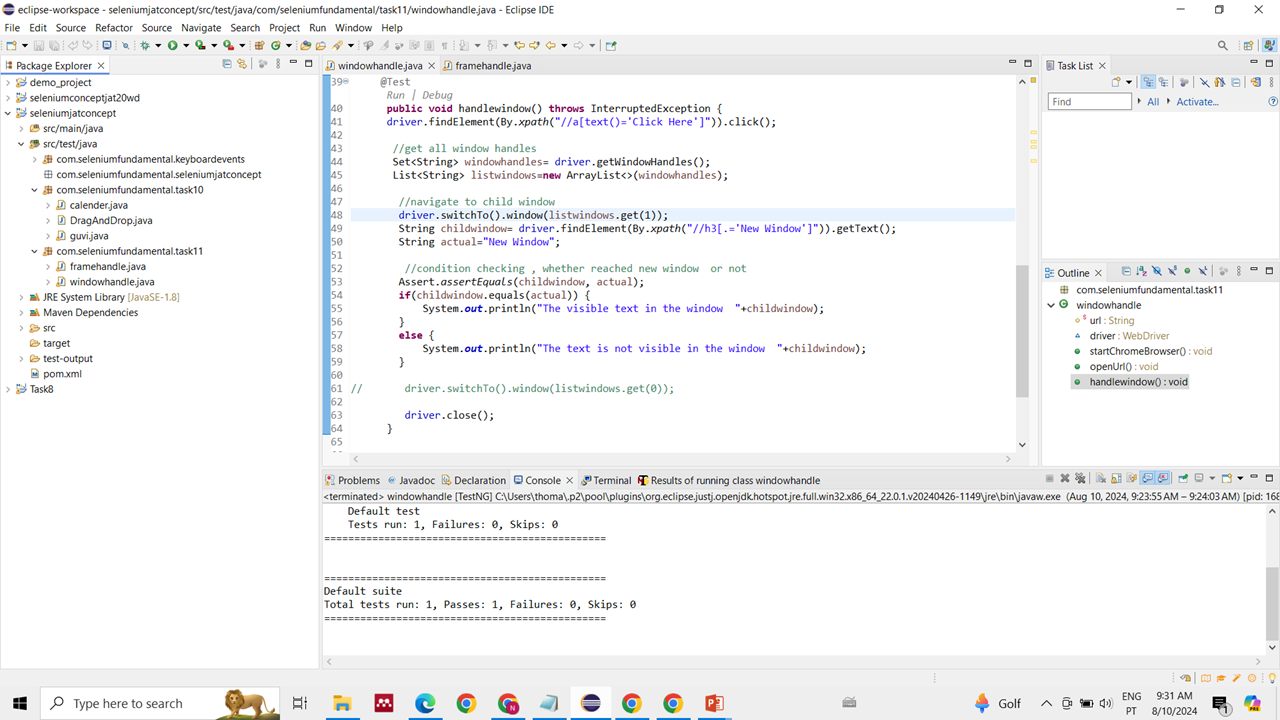 eclipse-workspace - seleniumjatconcept/src/test/java/com/seleniumfundamental/task11/windowhandle.java - Eclipse IDE
File Edit Source Refactor Source Navigate Search Project Run Window Help
Package Explorer
demo_project
seleniumconceptjat20wd
seleniumjatconcept
src/main/java
src/test/java
com.seleniumfundamental.keyboardevents
com.seleniumfundamental.seleniumjatconcept
com.seleniumfundamental.task10
calender.java
DragAndDrop.java
guvi.java
com.seleniumfundamental.task11
framehandle.java
windowhandle.java
JRE System Library [JavaSE-1.8]
Maven Dependencies
src
target
test-output
pom.xml
Task8
windowhandle.java framehandle.java
39 @Test
Run | Debug
40 public void handlewindow() throws InterruptedException {
41 driver.findElement(By.xpath("//a[text()='Click Here']")).click();
42
43 //get all window handles
44 Set<String> windowhandles= driver.getWindowHandles();
45 List<String> listwindows=new ArrayList<>(windowhandles);
46
47 //navigate to child window
48 driver.switchTo().window(listwindows.get(1));
49 String childwindow= driver.findElement(By.xpath("//h3[.='New Window']")).getText();
50 String actual="New Window";
51
52 //condition checking , whether reached new window  or not
53 Assert.assertEquals(childwindow, actual);
54 if(childwindow.equals(actual)) {
55 System.out.println("The visible text in the window  "+childwindow);
56 }
57 else {
58 System.out.println("The text is not visible in the window  "+childwindow);
59 }
60
61 // driver.switchTo().window(listwindows.get(0));
62
63 driver.close();
64 }
65
Task List
Find All Activate...
Outline
com.seleniumfundamental.task11
windowhandle
url : String
driver : WebDriver
startChromeBrowser() : void
openUrl() : void
handlewindow() : void
Problems Javadoc Declaration Console Terminal Results of running class windowhandle
<terminated> windowhandle [TestNG] C:\Users\thoma\.p2\pool\plugins\org.eclipse.justj.openjdk.hotspot.jre.full.win32.x86_64_22.0.1.v20240426-1149\jre\bin\javaw.exe (Aug 10, 2024, 9:23:55 AM – 9:24:03 AM) [pid: 168
Default test
Tests run: 1, Failures: 0, Skips: 0
===============================================
===============================================
Default suite
Total tests run: 1, Passes: 1, Failures: 0, Skips: 0
===============================================
Type here to search
Golf
ENG
PT
9:31 AM
8/10/2024
1